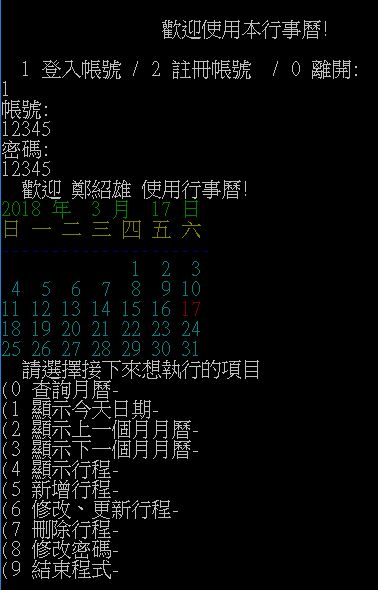 歡迎使用本行事曆!
1 登入帳號 / 2 註冊帳號 / 0 離開:
1
帳號:
12345
密碼:
12345
歡迎 鄭紹雄 使用行事曆!
2018 年 3 月 17 日
日 一 二 三 四 五 六
--------------------
1 2 3
4 5 6 7 8 9 10
11 12 13 14 15 16 17
18 19 20 21 22 23 24
25 26 27 28 29 30 31
請選擇接下來想執行的項目
(0 查詢月曆-
(1 顯示今天日期-
(2 顯示上一個月月曆-
(3 顯示下一個月月曆-
(4 顯示行程-
(5 新增行程-
(6 修改、更新行程-
(7 刪除行程-
(8 修改密碼-
(9 結束程式-